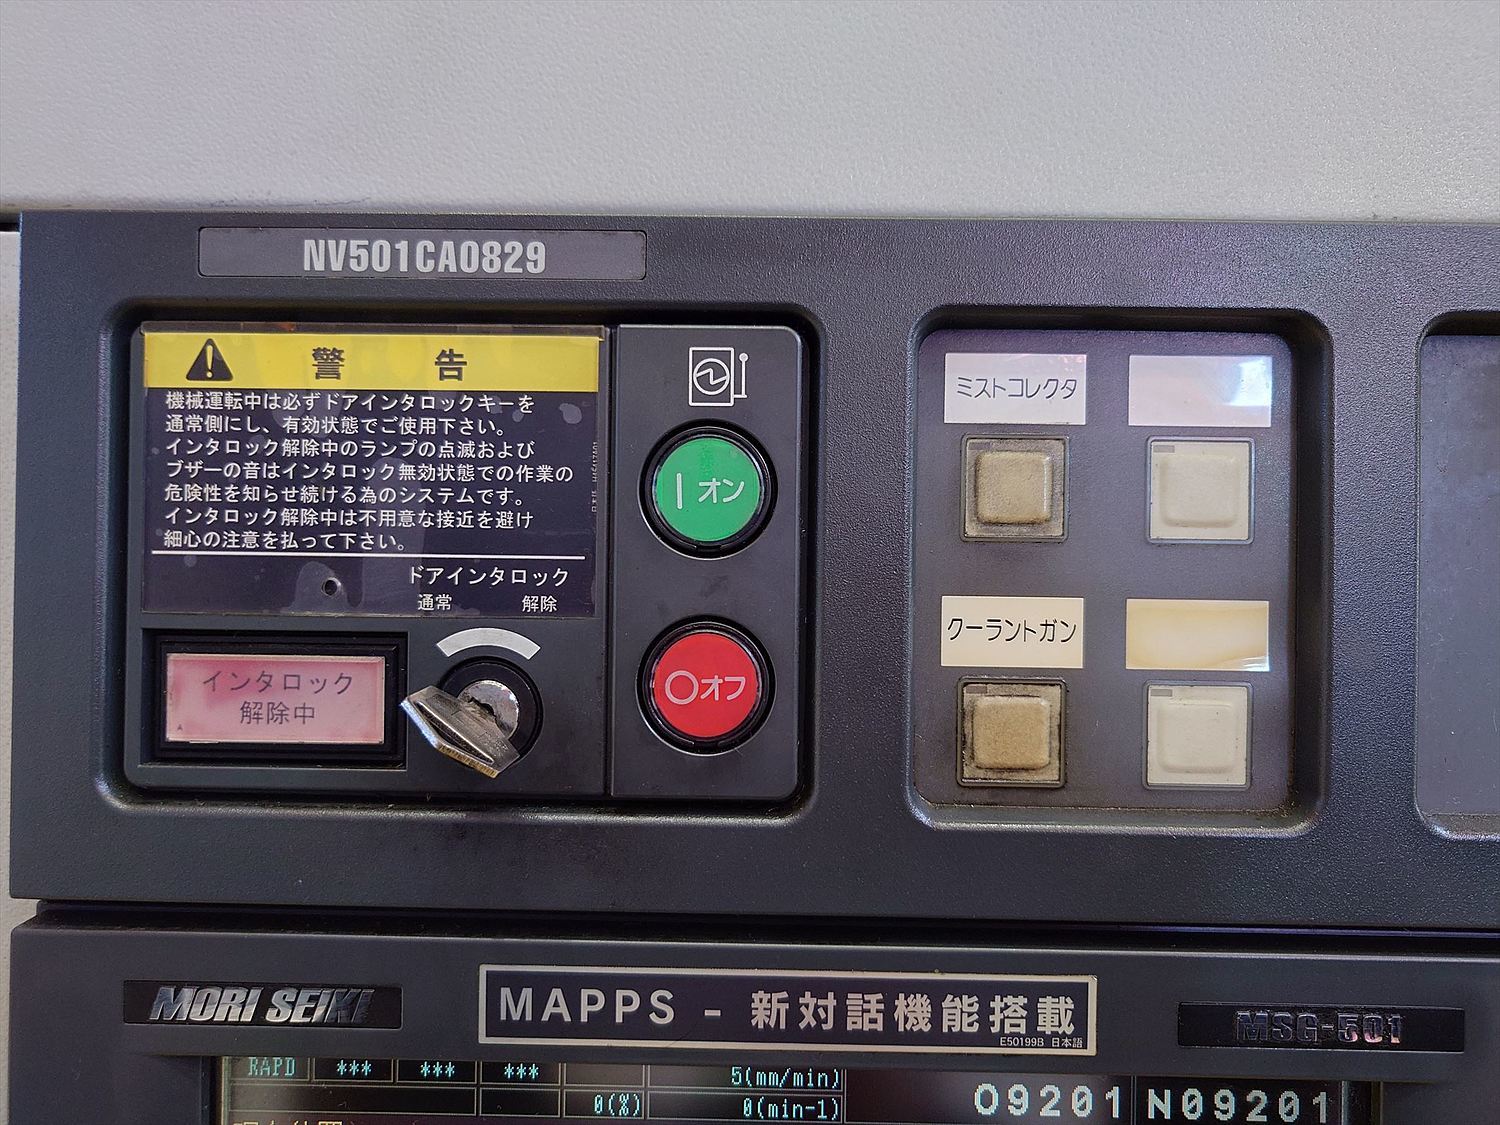 NV501CA0829
警告
機械運転中は必ずドアインタロックキーを
通常側にし、有効状態でご使用下さい。
インタロック解除中のランプの点滅および
ブザーの音はインタロック無効状態での作業の
危険性を知らせ続ける為のシステムです。
インタロック解除中は不用意な接近を避け
細心の注意を払って下さい。
ドアインタロック
通常 解除
インタロック
解除中
オン
オフ
ミストコレクタ
クーラントガン
MORI SEIKI
MAPPS - 新対話機能搭載
E50199B 日本語
MSG-501
RAPD *** *** *** 5(mm/min)
0(%) 0(min-1)
O9201 N09201